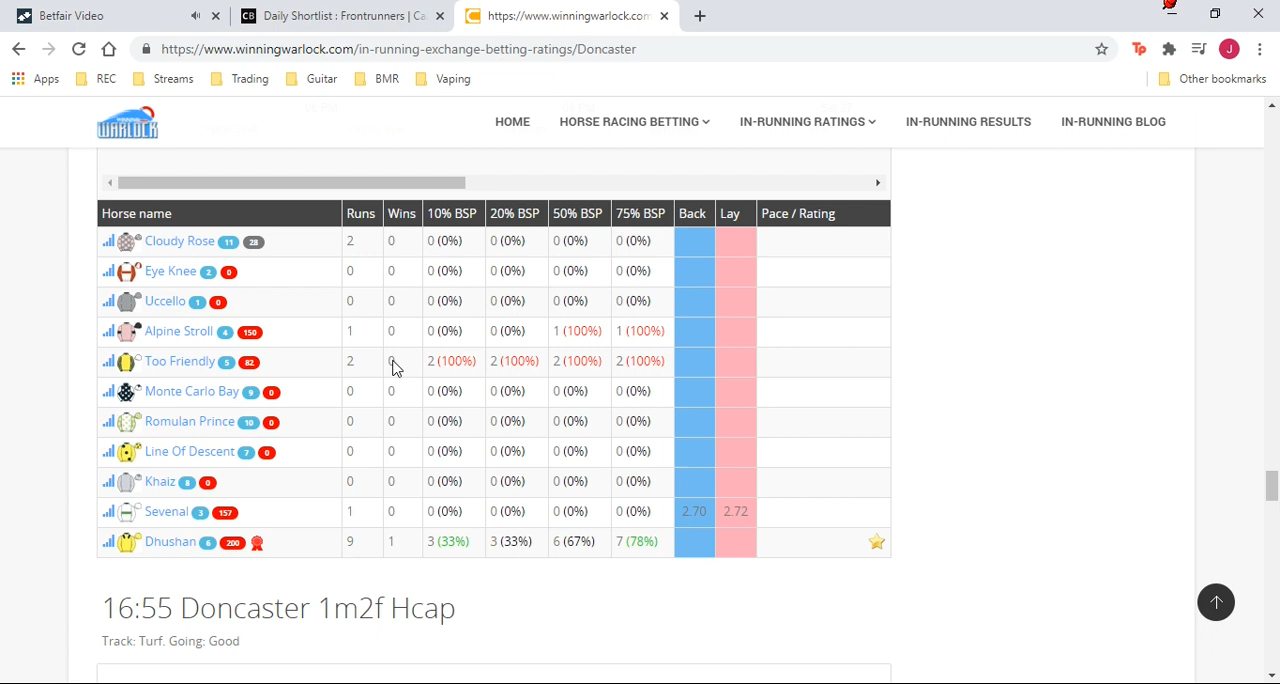 Betfair Video
CB Daily Shortlist : Frontrunners | Ca
https://www.winningwarlock.com
https://www.winningwarlock.com/in-running-exchange-betting-ratings/Doncaster
Tp J
Apps REC Streams Trading Guitar BMR Vaping Other bookmarks
WARLOCK HOME HORSE RACING BETTING IN-RUNNING RATINGS IN-RUNNING RESULTS IN-RUNNING BLOG
Horse name Runs Wins 10% BSP 20% BSP 50% BSP 75% BSP Back Lay Pace / Rating
Cloudy Rose 11 28 2 0 0 (0%) 0 (0%) 0 (0%) 0 (0%)
Eye Knee 2 0 0 0 0 (0%) 0 (0%) 0 (0%) 0 (0%)
Uccello 1 0 0 0 0 (0%) 0 (0%) 0 (0%) 0 (0%)
Alpine Stroll 4 150 1 0 0 (0%) 0 (0%) 1 (100%) 1 (100%)
Too Friendly 5 82 2 0 2 (100%) 2 (100%) 2 (100%) 2 (100%)
Monte Carlo Bay 9 0 0 0 0 (0%) 0 (0%) 0 (0%) 0 (0%)
Romulan Prince 10 0 0 0 0 (0%) 0 (0%) 0 (0%) 0 (0%)
Line Of Descent 7 0 0 0 0 (0%) 0 (0%) 0 (0%) 0 (0%)
Khaiz 8 0 0 0 0 (0%) 0 (0%) 0 (0%) 0 (0%)
Sevenal 3 157 1 0 0 (0%) 0 (0%) 0 (0%) 0 (0%) 2.70 2.72
Dhushan 6 200 9 1 3 (33%) 3 (33%) 6 (67%) 7 (78%)
16:55 Doncaster 1m2f Hcap
Track: Turf. Going: Good